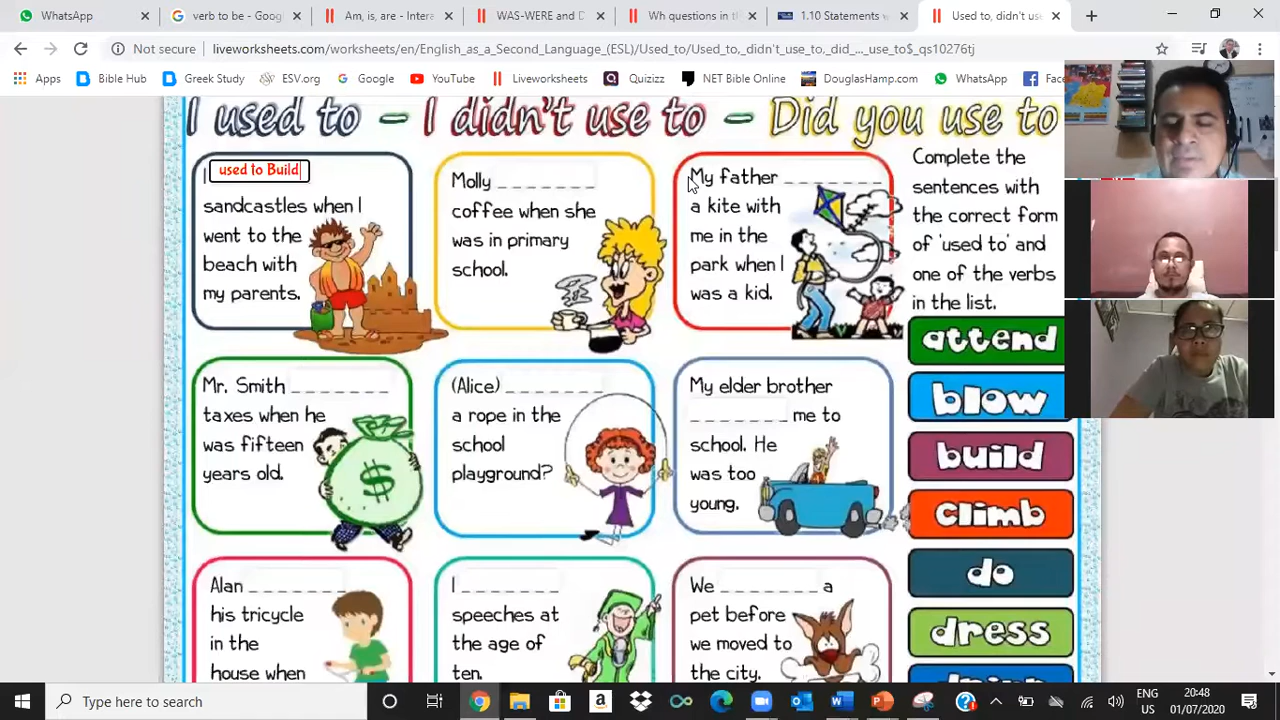 WhatsApp
verb to be - Goog
Am, is, are - Intera
WAS-WERE and D
Wh questions in th
1.10 Statements w
Used to, didn't use
Not secure
liveworksheets.com/worksheets/en/English_as_a_Second_Language_(ESL)/Used_to/Used_to,_didn't_use_to,_did_..._use_to$_qs10276tj
Apps
Bible Hub
Greek Study
ESV.org
Google
YouTube
Liveworksheets
Quizizz
NET Bible Online
DouglasHamp.com
WhatsApp
I used to – I didn't use to – Did you use to
I used to Build
sandcastles when I
went to the
beach with
my parents.
Molly _ _ _ _ _ _ _
coffee when she
was in primary
school.
My father _ _ _ _ _ _ _
a kite with
me in the
park when I
was a kid.
Complete the
sentences with
the correct form
of 'used to' and
one of the verbs
in the list.
Mr. Smith _ _ _ _ _ _ _
taxes when he
was fifteen
years old.
(Alice) _ _ _ _ _ _ _
a rope in the
school
playground?
My elder brother
_ _ _ _ _ _ _ me to
school. He
was too
young.
Alan _ _ _ _ _ _ _
his tricycle
in the
house when
I _ _ _ _ _ _ _
speeches at
the age of
ten.
We _ _ _ _ _ _ _ a
pet before
we moved to
the city.
attend
blow
build
climb
do
dress
Type here to search
ENG
ES
20:48
01/07/2020